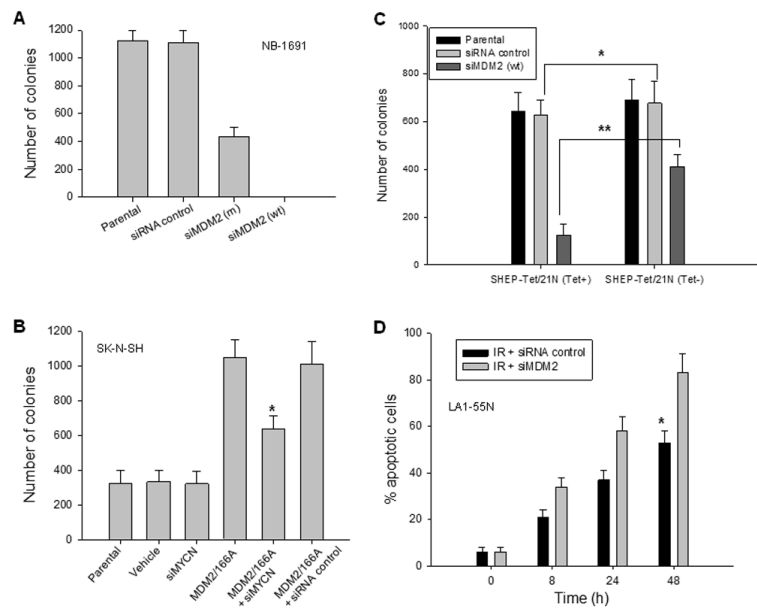 A
NB-1691
Number of colonies
1200
1000
800
600
400
200
0
Parental
siRNA control
siMDM2 (m)
siMDM2 (wt)
B
SK-N-SH
Number of colonies
1200
1000
800
600
400
200
0
*
Parental
Vehicle
siMYCN
MDM2/166A
MDM2/166A
+ siMYCN
MDM2/166A
+ siRNA control
C
Parental
siRNA control
siMDM2 (wt)
Number of colonies
800
600
400
200
0
*
**
SHEP-Tet/21N (Tet+)
SHEP-Tet/21N (Tet-)
D
IR + siRNA control
IR + siMDM2
LA1-55N
% apoptotic cells
100
80
60
40
20
0
*
0
8
24
48
Time (h)